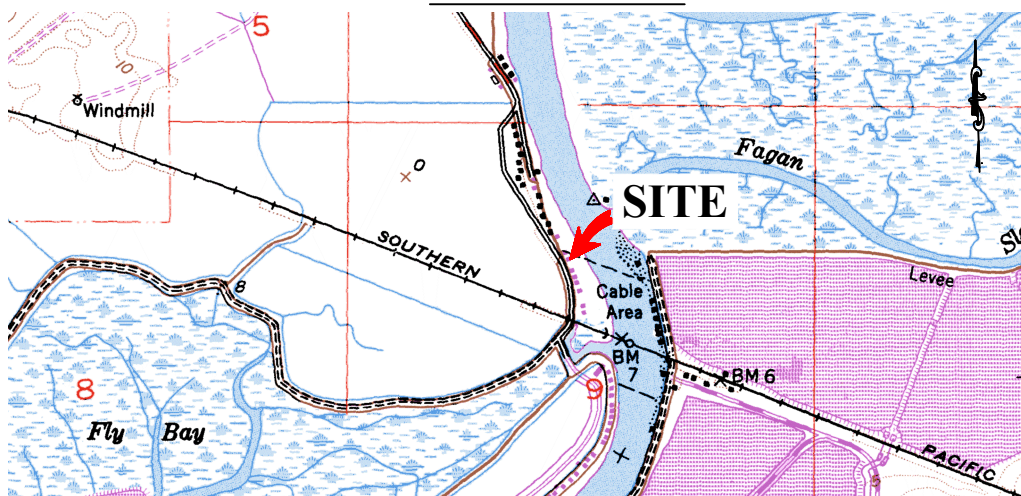 5
10
Windmill
0
Fagan
SITE
SOUTHERN
Levee
8
Cable
Area
BM
7
BM 6
8
9
Fly Bay
PACIFIC